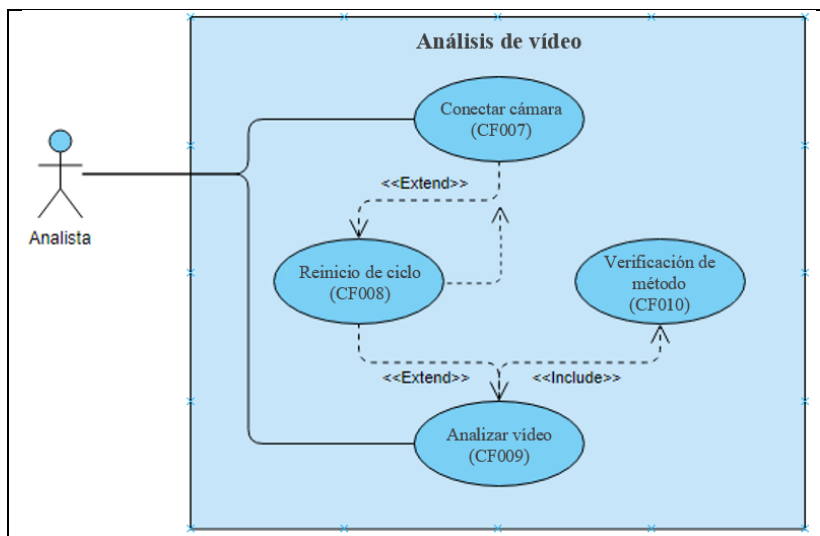 Análisis de vídeo
Conectar cámara
(CF007)
<<Extend>>
Analista
Reinicio de ciclo
(CF008)
Verificación de
método
(CF010)
<<Extend>>
<<Include>>
Analizar vídeo
(CF009)